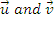 u⃗ and v⃗